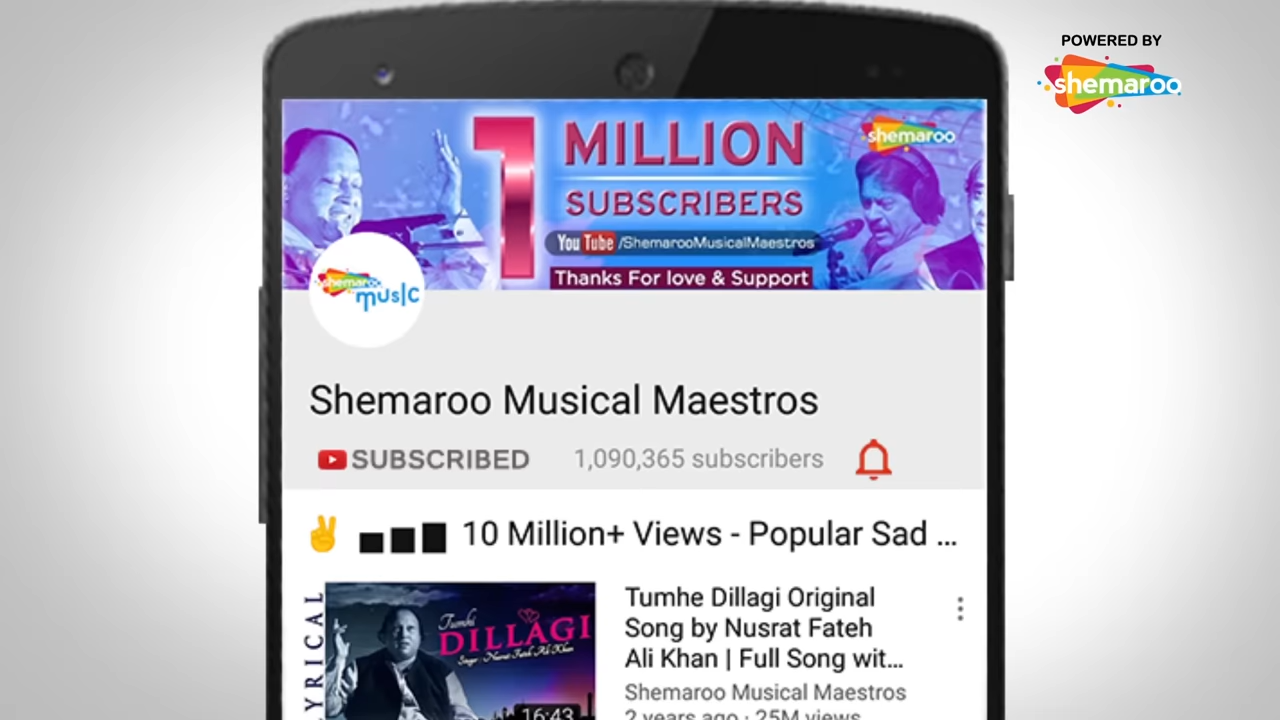 POWERED BY
shemaroo
1 MILLION
SUBSCRIBERS
You Tube /ShemarooMusicalMaestros
Thanks For love & Support
shemaroo
shemaroo
music
Shemaroo Musical Maestros
SUBSCRIBED 1,090,365 subscribers
10 Million+ Views - Popular Sad ...
LYRICAL
Tumhe
DILLAGI
Singer : Nusrat Fateh Ali Khan
16:43
Tumhe Dillagi Original
Song by Nusrat Fateh
Ali Khan | Full Song wit...
Shemaroo Musical Maestros
2 years ago · 25M views